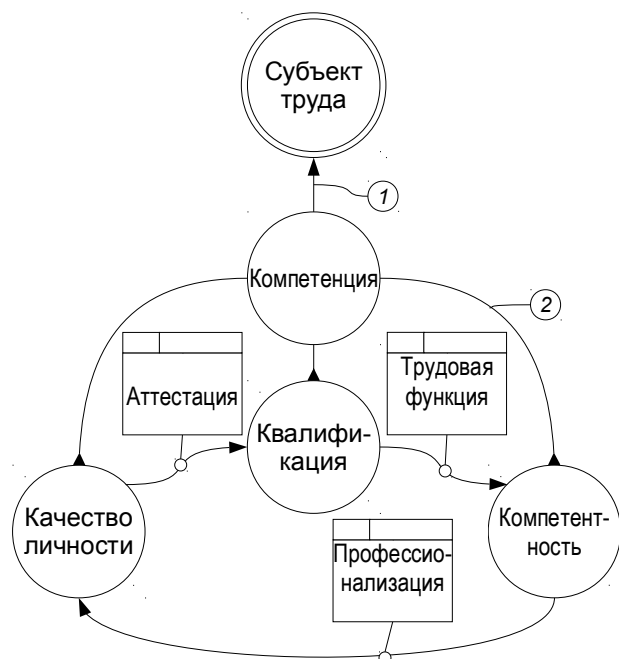 Субъект
труда
1
Компетенция
2
Аттестация
Трудовая
функция
Квалифи-
кация
Качество
личности
Компетент-
ность
Профессио-
нализация